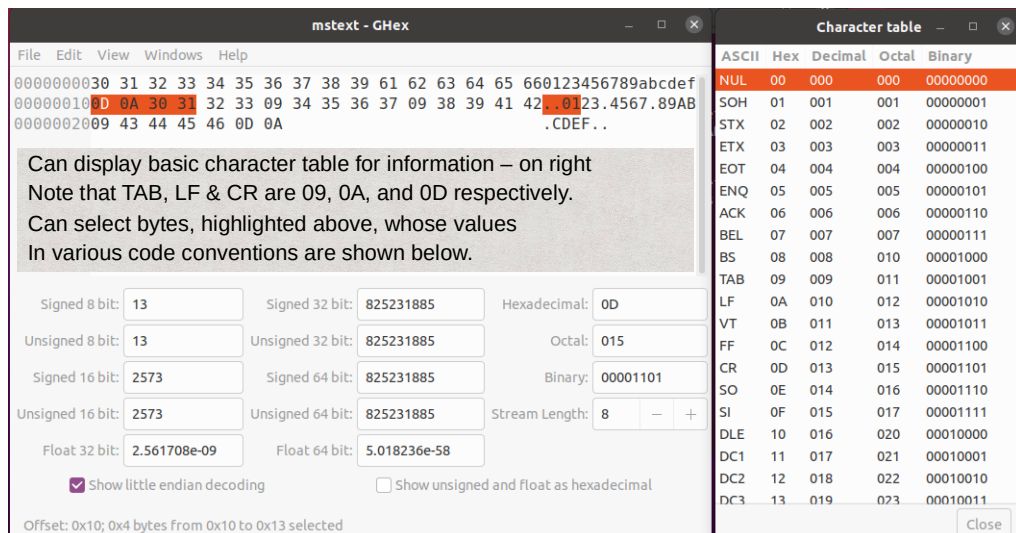 mstext - GHex
File Edit View Windows Help
0000000030 31 32 33 34 35 36 37 38 39 61 62 63 64 65 660123456789abcdef
000000100D 0A 30 31 32 33 09 34 35 36 37 09 38 39 41 42..0123.4567.89AB
0000002009 43 44 45 46 0D 0A .CDEF..
Can display basic character table for information – on right
Note that TAB, LF & CR are 09, 0A, and 0D respectively.
Can select bytes, highlighted above, whose values
In various code conventions are shown below.
Signed 8 bit: 13 Signed 32 bit: 825231885 Hexadecimal: 0D
Unsigned 8 bit: 13 Unsigned 32 bit: 825231885 Octal: 015
Signed 16 bit: 2573 Signed 64 bit: 825231885 Binary: 00001101
Unsigned 16 bit: 2573 Unsigned 64 bit: 825231885 Stream Length: 8 − +
Float 32 bit: 2.561708e-09 Float 64 bit: 5.018236e-58
Show little endian decoding Show unsigned and float as hexadecimal
Offset: 0x10; 0x4 bytes from 0x10 to 0x13 selected
Character table
ASCII Hex Decimal Octal Binary
NUL 00 000 000 00000000
SOH 01 001 001 00000001
STX 02 002 002 00000010
ETX 03 003 003 00000011
EOT 04 004 004 00000100
ENQ 05 005 005 00000101
ACK 06 006 006 00000110
BEL 07 007 007 00000111
BS 08 008 010 00001000
TAB 09 009 011 00001001
LF 0A 010 012 00001010
VT 0B 011 013 00001011
FF 0C 012 014 00001100
CR 0D 013 015 00001101
SO 0E 014 016 00001110
SI 0F 015 017 00001111
DLE 10 016 020 00010000
DC1 11 017 021 00010001
DC2 12 018 022 00010010
DC3 13 019 023 00010011
Close